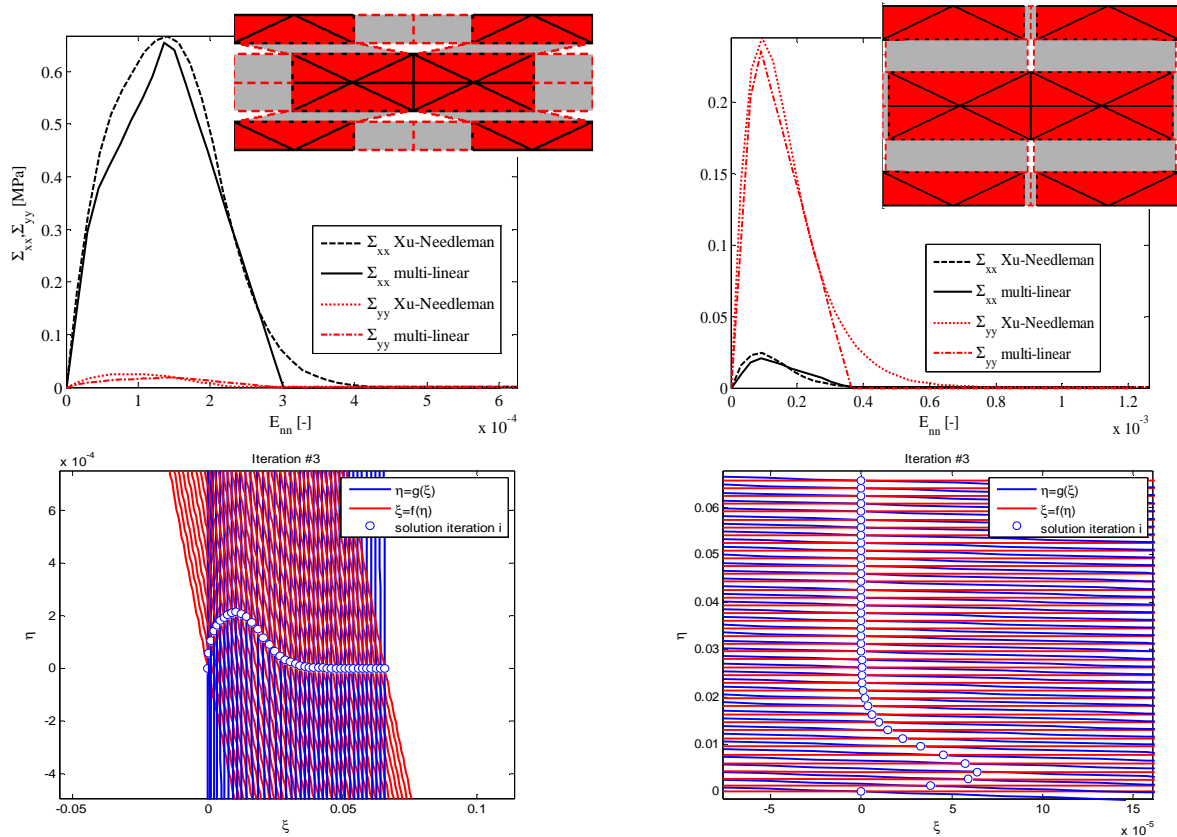 0.6
0.5
0.4
0.3
0.2
0.1
0
Σxx,Σyy [MPa]
Σxx Xu-Needleman
Σxx multi-linear
Σyy Xu-Needleman
Σyy multi-linear
0 1 2 3 4 5 6
Enn [-]
x 10^-4
0.2
0.15
0.1
0.05
0
Σxx Xu-Needleman
Σxx multi-linear
Σyy Xu-Needleman
Σyy multi-linear
0 0.2 0.4 0.6 0.8 1 1.2
Enn [-]
x 10^-3
x 10^-4
Iteration #3
6
4
2
0
-2
-4
η
η=g(ξ)
ξ=f(η)
solution iteration i
-0.05 0 0.05 0.1
ξ
Iteration #3
0.06
0.05
0.04
0.03
0.02
0.01
0
η
η=g(ξ)
ξ=f(η)
solution iteration i
-5 0 5 10 15
ξ
x 10^-5